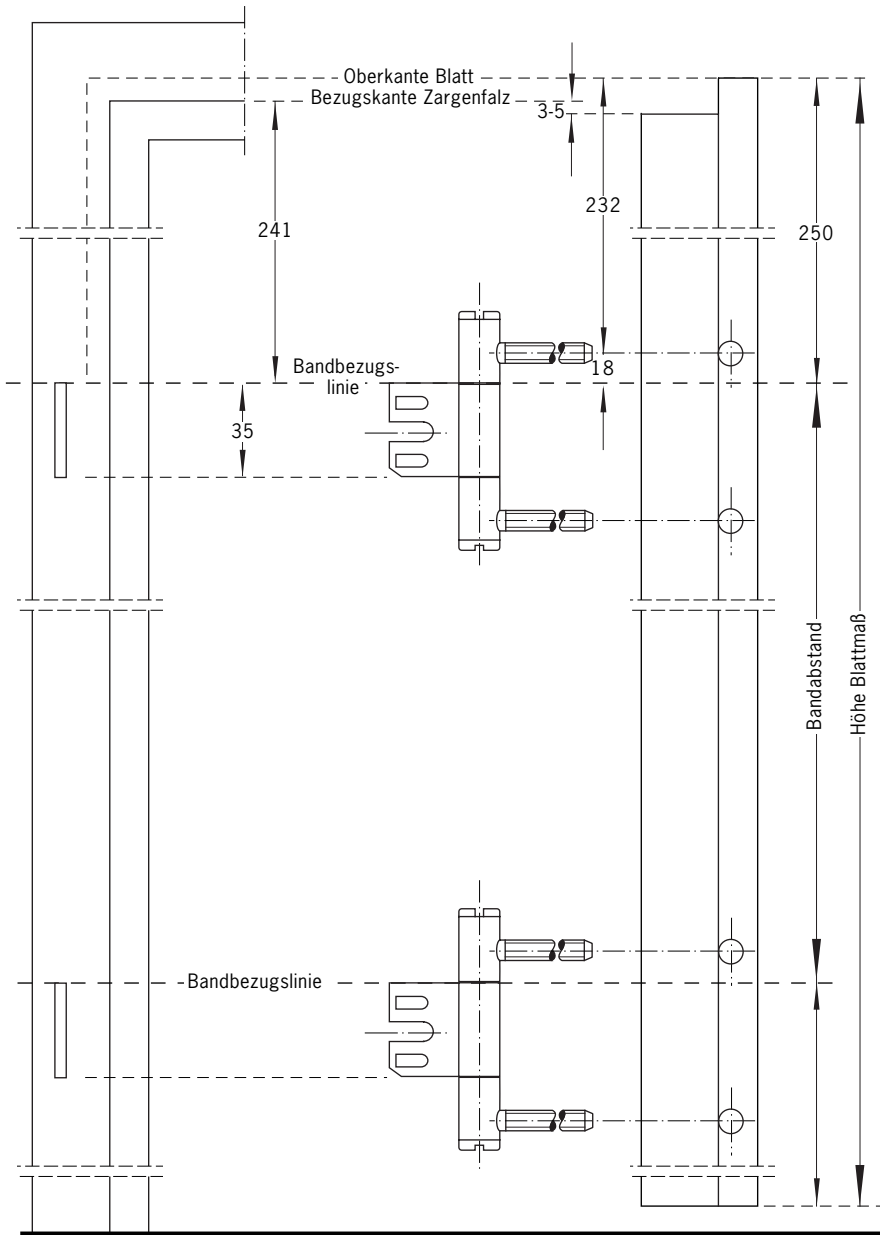 Oberkante Blatt
Bezugskante Zargenfalz
3-5
241
232
250
Bandbezugs-
linie
18
35
Bandabstand
Höhe Blattmaß
Bandbezugslinie